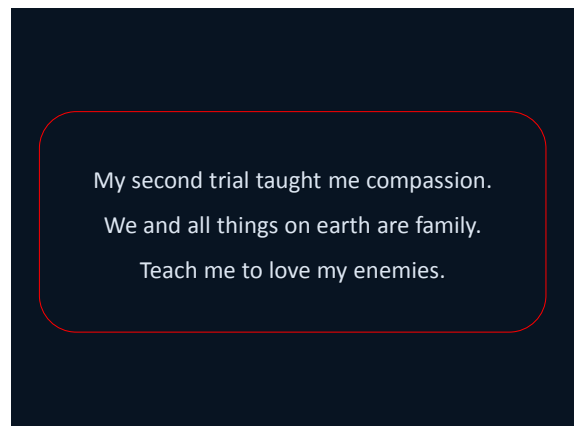 My second trial taught me compassion.
We and all things on earth are family.
Teach me to love my enemies.